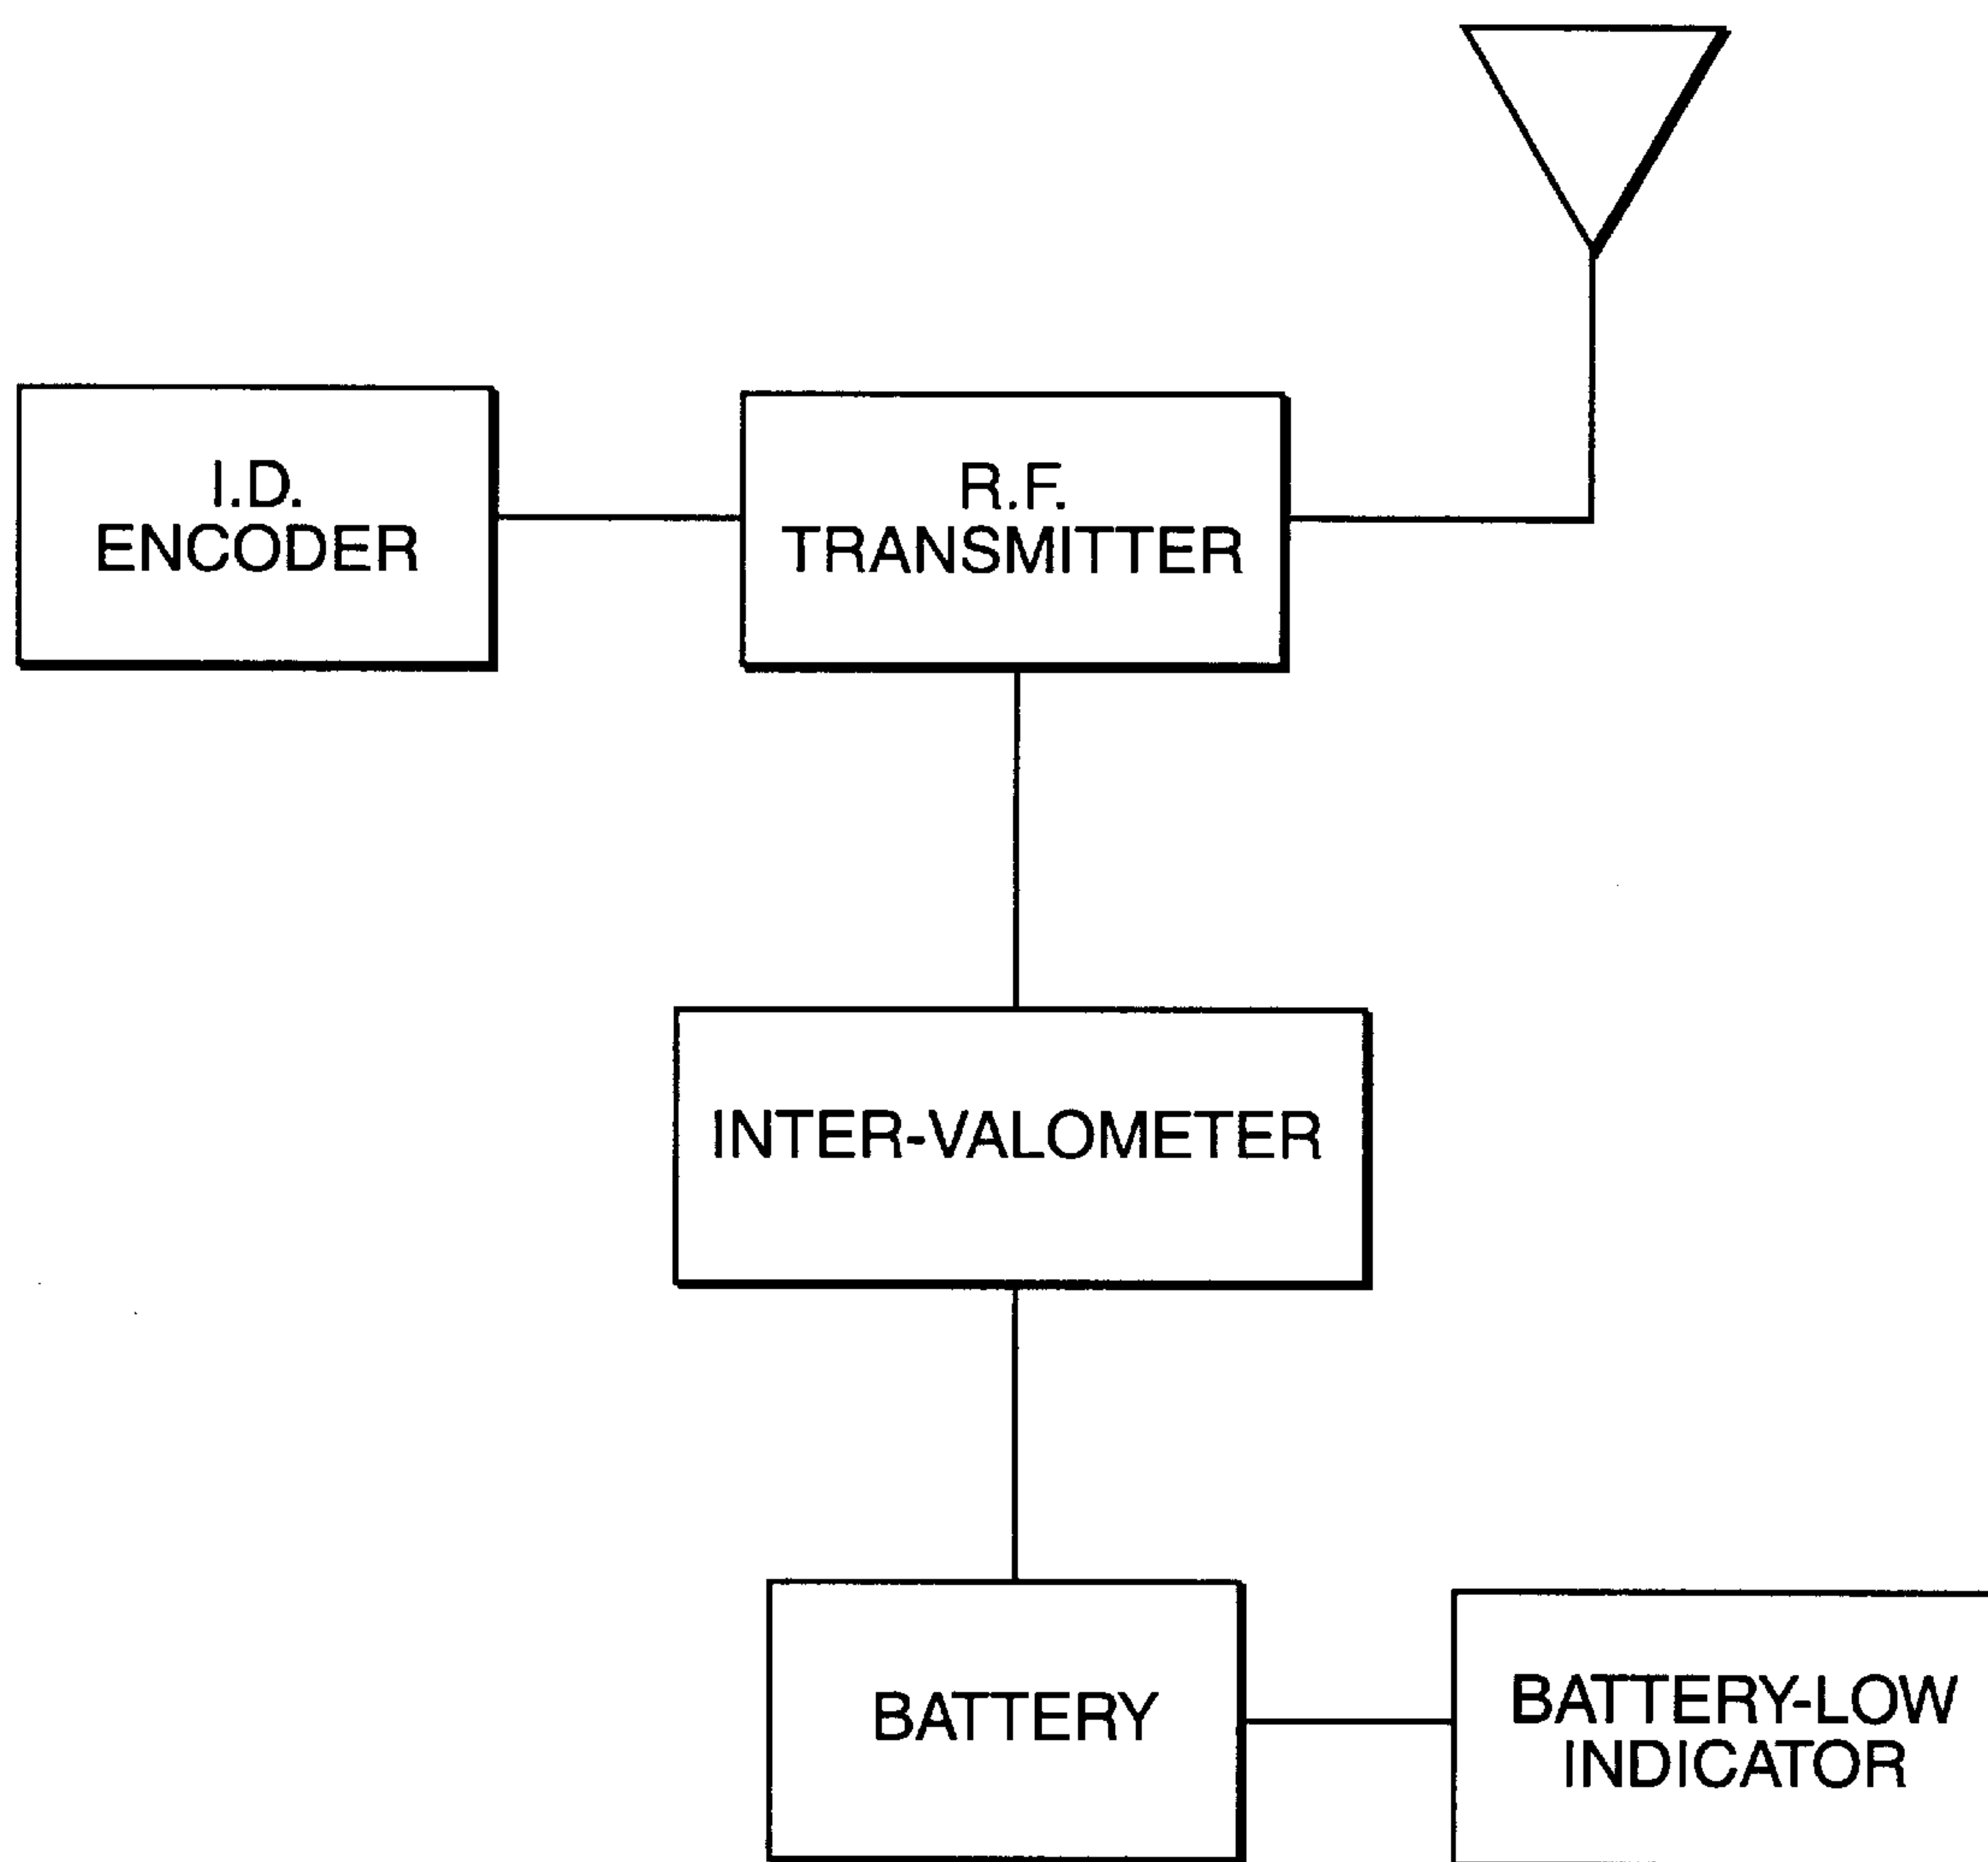 I.D.
ENCODER
R.F.
TRANSMITTER
INTER-VALOMETER
BATTERY
BATTERY-LOW
INDICATOR